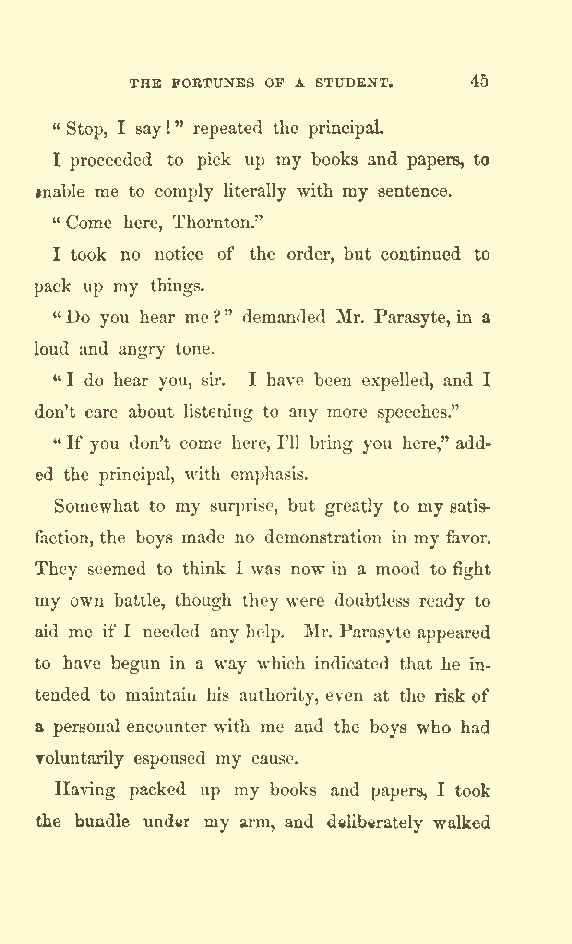 THE FORTUNES OF A STUDENT. 45
“Stop, I say!” repeated the principal.
I proceeded to pick up my books and papers, to
enable me to comply literally with my sentence.
“Come here, Thornton.”
I took no notice of the order, but continued to
pack up my things.
“Do you hear me?” demanded Mr. Parasyte, in a
loud and angry tone.
“I do hear you, sir. I have been expelled, and I
don’t care about listening to any more speeches.”
“If you don’t come here, I’ll bring you here,” add-
ed the principal, with emphasis.
Somewhat to my surprise, but greatly to my satis-
faction, the boys made no demonstration in my favor.
They seemed to think I was now in a mood to fight
my own battle, though they were doubtless ready to
aid me if I needed any help. Mr. Parasyte appeared
to have begun in a way which indicated that he in-
tended to maintain his authority, even at the risk of
a personal encounter with me and the boys who had
voluntarily espoused my cause.
Having packed up my books and papers, I took
the bundle under my arm, and deliberately walked